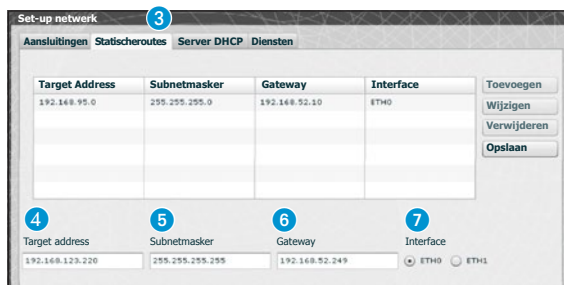 Set-up netwerk
3
Aansluitingen Statischeroutes Server DHCP Diensten
Target Address Subnetmasker Gateway Interface
192.168.95.0 255.255.255.0 192.168.52.10 ETH0
Toevoegen
Wijzigen
Verwijderen
Opslaan
4 5 6 7
Target address Subnetmasker Gateway Interface
192.168.123.220 255.255.255.255 192.168.52.249 ETH0 ETH1